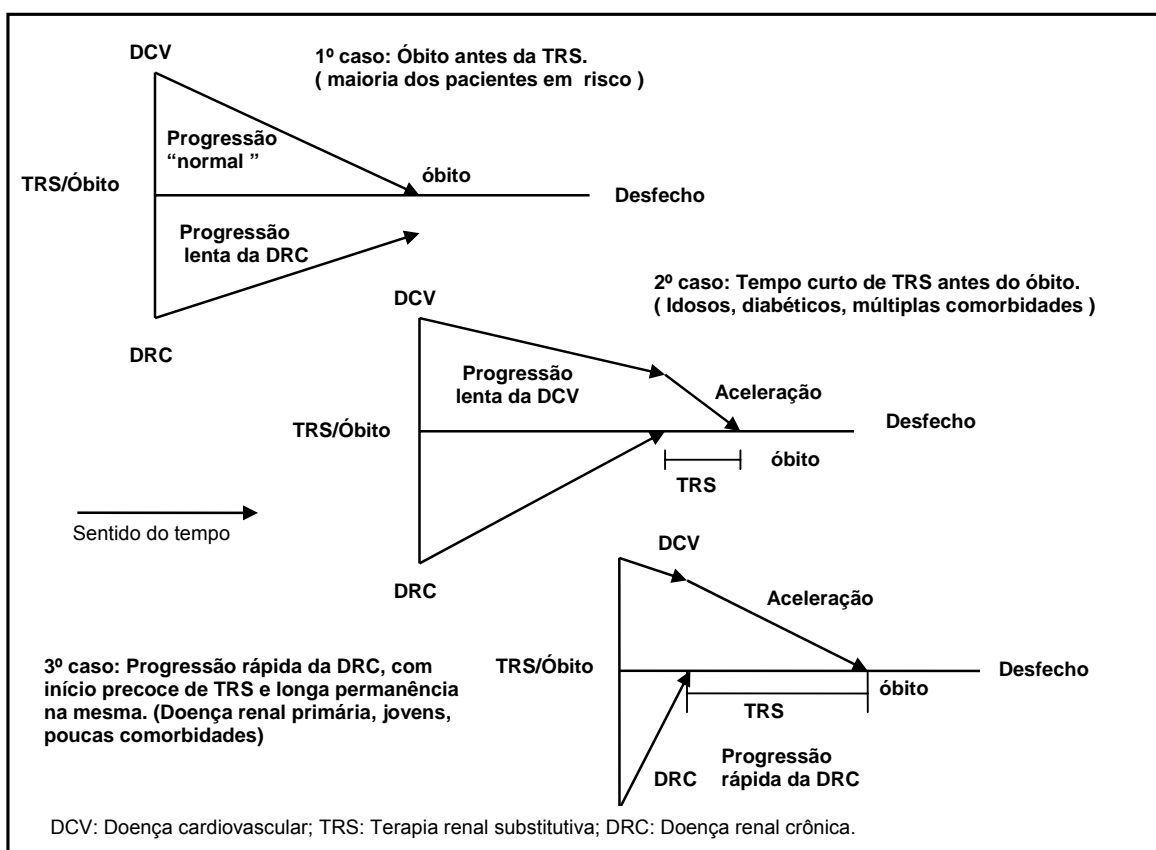 DCV
1º caso: Óbito antes da TRS.
( maioria dos pacientes em risco )
Progressão
“normal ”
TRS/Óbito
óbito
Desfecho
Progressão
lenta da DRC
DRC
DCV
2º caso: Tempo curto de TRS antes do óbito.
( Idosos, diabéticos, múltiplas comorbidades )
Progressão
lenta da DCV
Aceleração
TRS/Óbito
Desfecho
óbito
TRS
Sentido do tempo
DRC
DCV
Aceleração
3º caso: Progressão rápida da DRC, com
início precoce de TRS e longa permanência
na mesma. (Doença renal primária, jovens,
poucas comorbidades)
TRS/Óbito
Desfecho
óbito
TRS
DRC
Progressão
rápida da DRC
DCV: Doença cardiovascular; TRS: Terapia renal substitutiva; DRC: Doença renal crônica.